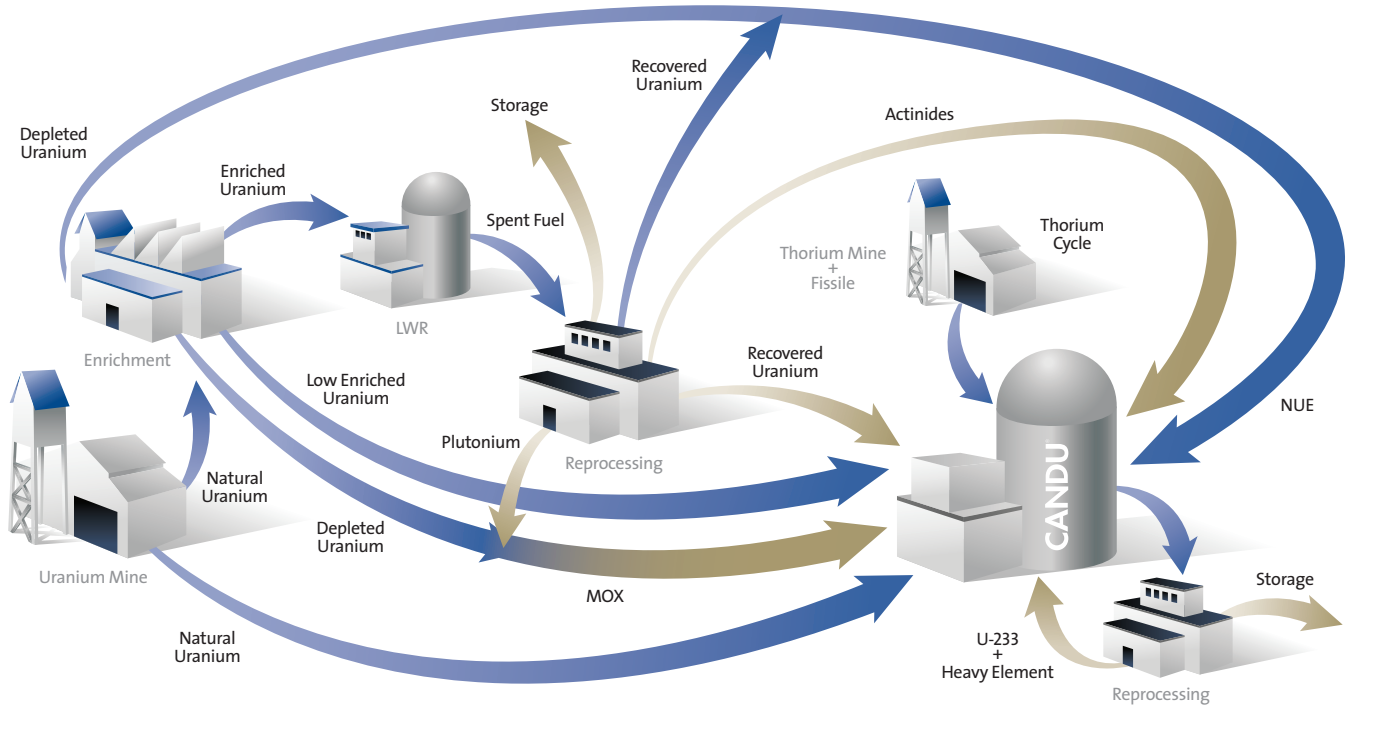 Recovered
Uranium
Storage
Actinides
Depleted
Uranium
Enriched
Uranium
Spent Fuel
Thorium Mine
+
Fissile
Thorium
Cycle
LWR
Enrichment
Recovered
Uranium
Low Enriched
Uranium
NUE
Plutonium
Reprocessing
Natural
Uranium
CANDU
Depleted
Uranium
Uranium Mine
MOX
Storage
Natural
Uranium
U-233
+
Heavy Element
Reprocessing